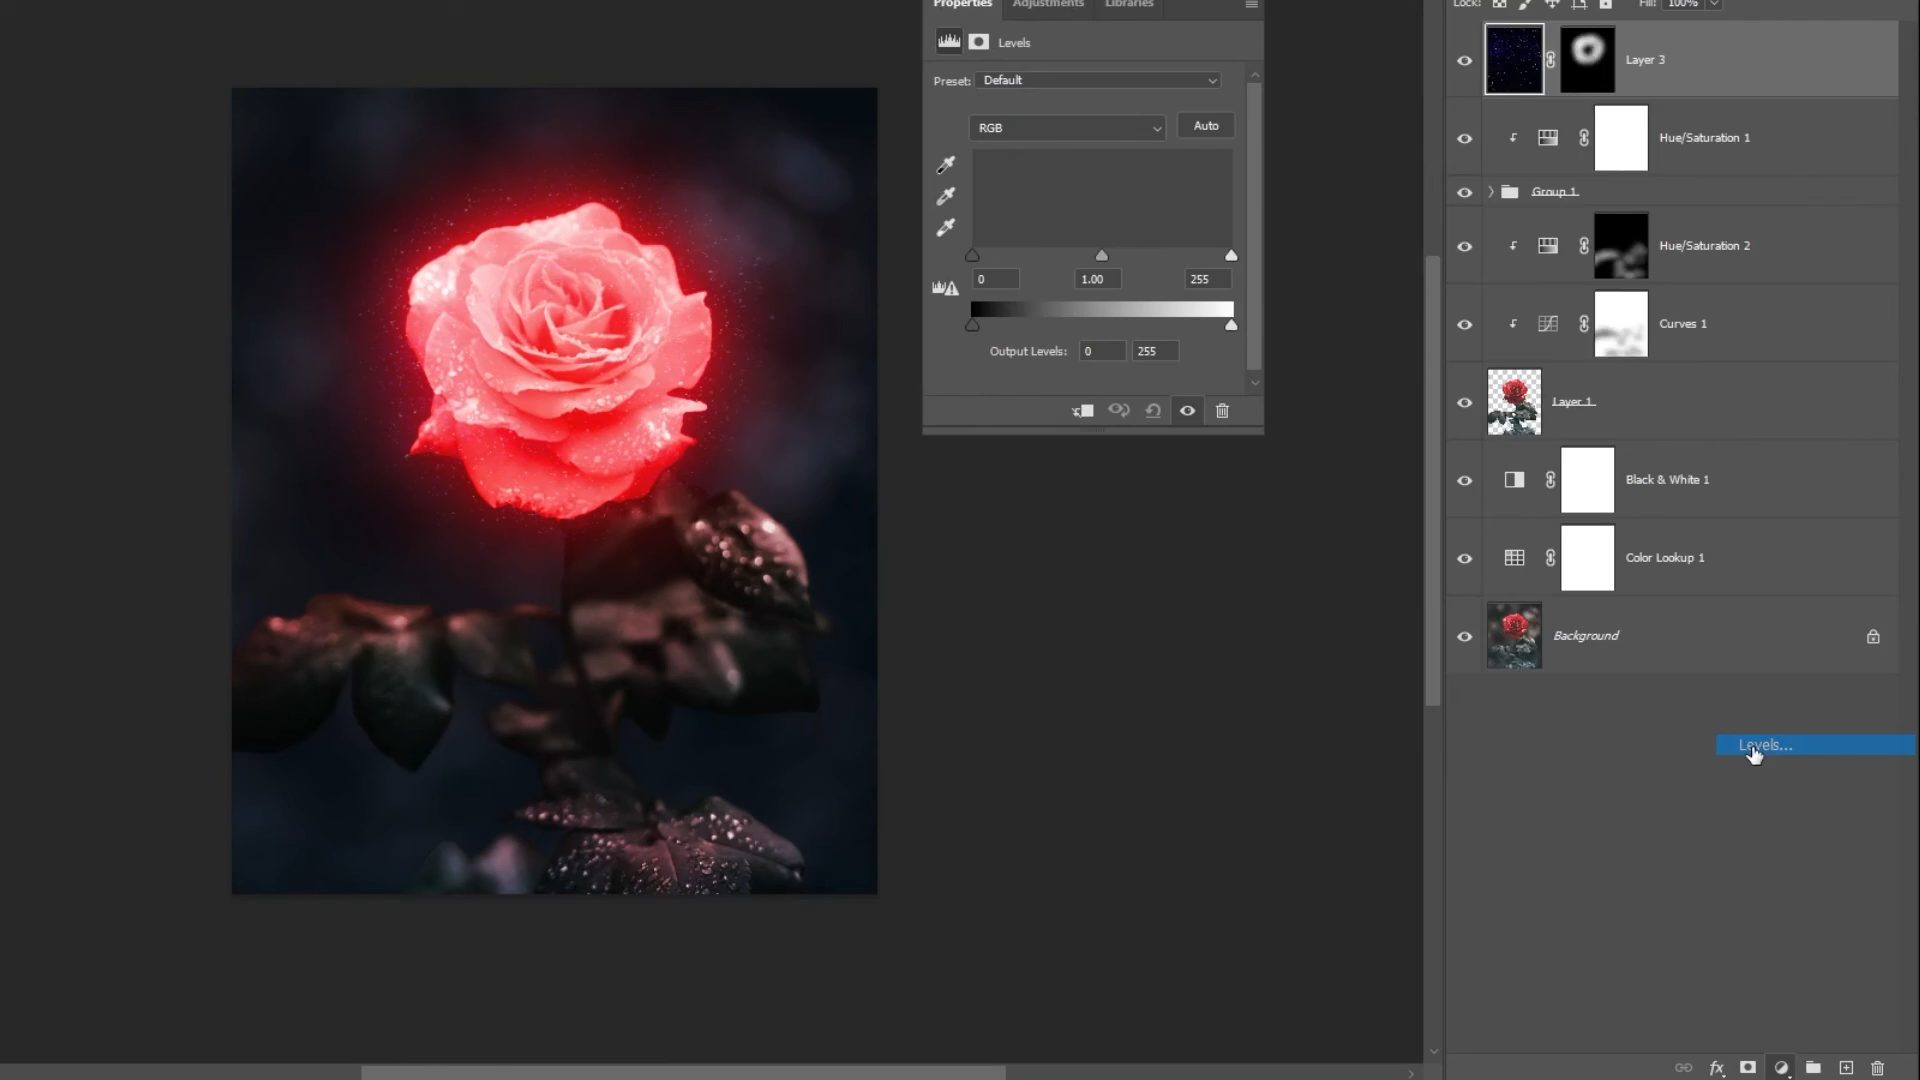 Properties
Adjustments
Libraries
Lock:
Fill:
100%
Levels
Layer 3
Preset:
Default
RGB
Auto
Hue/Saturation 1
Group 1
Hue/Saturation 2
0
1.00
255
Curves 1
Output Levels:
0
255
Layer 1
Black & White 1
Color Lookup 1
Background
Levels...
fx